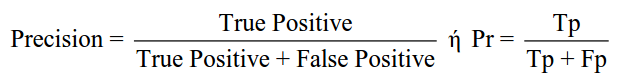 Precision = True Positive / True Positive + False Positive ή Pr = Tp / Tp + Fp